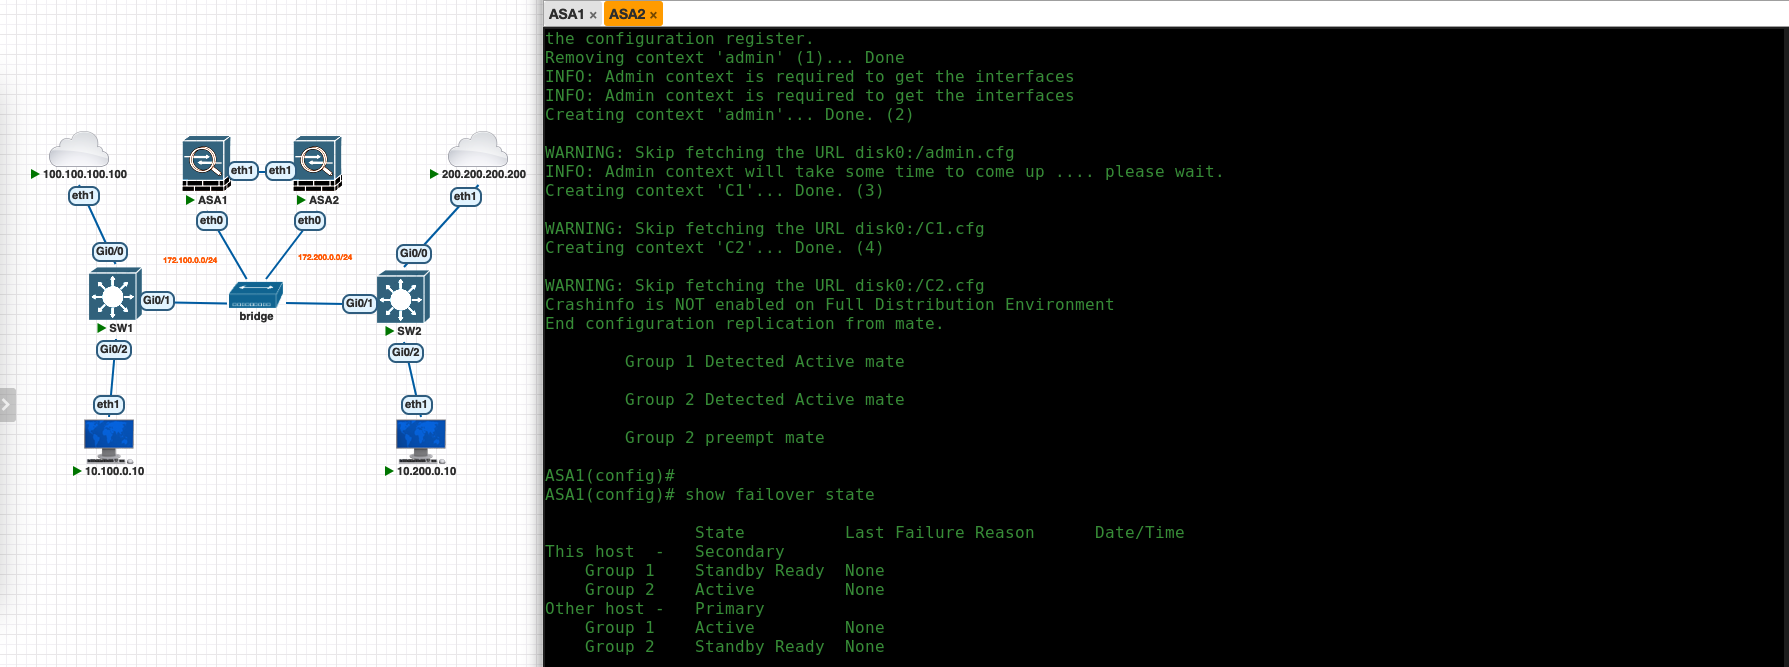 100.100.100.100
eth1
Gi0/0
SW1
Gi0/1
Gi0/2
eth1
10.100.0.10
ASA1
eth1
eth0
ASA2
eth1
eth0
172.100.0.0/24
172.200.0.0/24
bridge
200.200.200.200
eth1
Gi0/0
Gi0/1
SW2
Gi0/2
eth1
10.200.0.10
ASA1 × ASA2 ×
the configuration register.
Removing context 'admin' (1)... Done
INFO: Admin context is required to get the interfaces
INFO: Admin context is required to get the interfaces
Creating context 'admin'... Done. (2)
WARNING: Skip fetching the URL disk0:/admin.cfg
INFO: Admin context will take some time to come up .... please wait.
Creating context 'C1'... Done. (3)
WARNING: Skip fetching the URL disk0:/C1.cfg
Creating context 'C2'... Done. (4)
WARNING: Skip fetching the URL disk0:/C2.cfg
Crashinfo is NOT enabled on Full Distribution Environment
End configuration replication from mate.
Group 1 Detected Active mate
Group 2 Detected Active mate
Group 2 preempt mate
ASA1(config)#
ASA1(config)# show failover state
State Last Failure Reason Date/Time
This host - Secondary
Group 1 Standby Ready None
Group 2 Active None
Other host - Primary
Group 1 Active None
Group 2 Standby Ready None